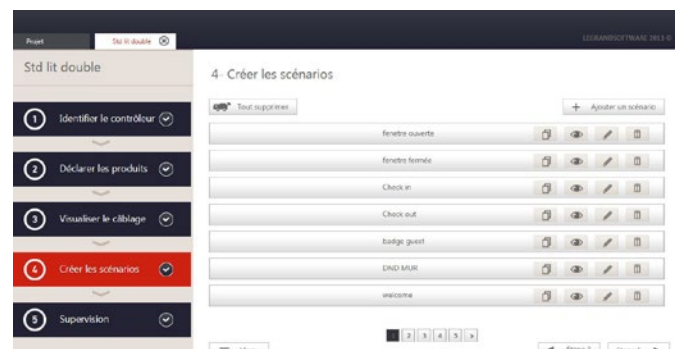 LEGRANDSOFTWARE 2013 ©
Projet
Std lit double
Std lit double
4- Créer les scénarios
Tout supprimer
Ajouter un scénario
1 Identifier le contrôleur
2 Déclarer les produits
3 Visualiser le câblage
4 Créer les scénarios
5 Supervision
fenetre ouverte
fenetre fermée
Check in
Check out
badge guest
DND MUR
welcome
1 2 3 4 5 >